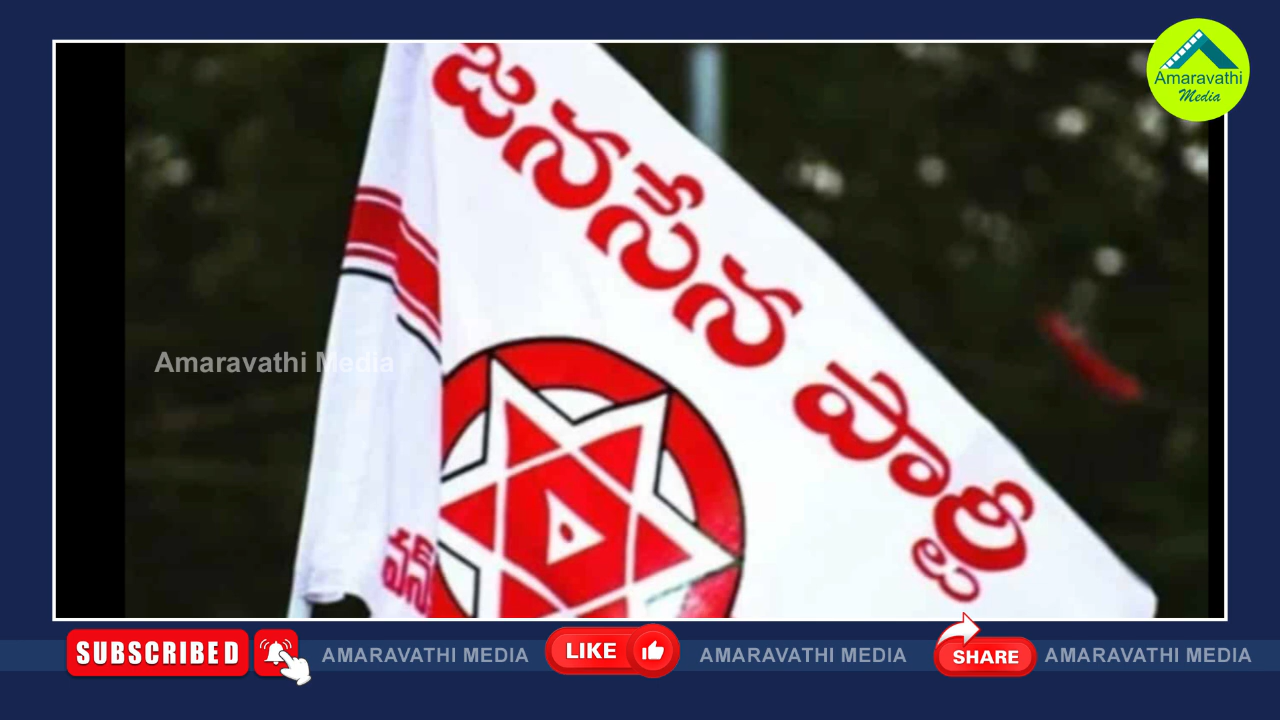 Amaravathi
Media
జనసేన పార్టీ
Amaravathi Media
SUBSCRIBED
AMARAVATHI MEDIA
LIKE
AMARAVATHI MEDIA
SHARE
AMARAVATHI MEDIA